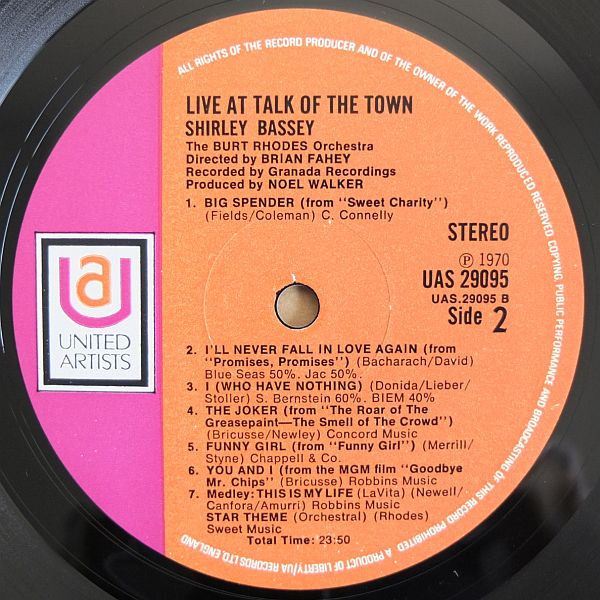 ALL RIGHTS OF THE RECORD PRODUCER AND OF THE OWNER OF THE WORK REPRODUCED RESERVED COPYING PUBLIC PERFORMANCE AND BROADCASTING OF THIS RECORD PROHIBITED
LIVE AT TALK OF THE TOWN
SHIRLEY BASSEY
The BURT RHODES Orchestra
Directed by BRIAN FAHEY
Recorded by Granada Recordings
Produced by NOEL WALKER
1. BIG SPENDER (from "Sweet Charity")
(Fields/Coleman) C. Connelly
STEREO
℗ 1970
UAS 29095
UAS.29095 B
Side 2
ua
UNITED
ARTISTS
2. I'LL NEVER FALL IN LOVE AGAIN (from
"Promises, Promises") (Bacharach/David)
Blue Seas 50%. Jac 50%.
3. I (WHO HAVE NOTHING) (Donida/Lieber/
Stoller) S. Bernstein 60%. BIEM 40%
4. THE JOKER (from "The Roar of The
Greasepaint—The Smell of The Crowd")
(Bricusse/Newley) Concord Music
5. FUNNY GIRL (from "Funny Girl") (Merrill/
Styne) Chappell & Co.
6. YOU AND I (from the MGM film "Goodbye
Mr. Chips" (Bricusse) Robbins Music
7. Medley: THIS IS MY LIFE (LaVita) (Newell/
Canfora/Amurri) Robbins Music
STAR THEME (Orchestral) (Rhodes)
Sweet Music
Total Time: 23:50
A PRODUCT OF LIBERTY/UA RECORDS LTD. ENGLAND